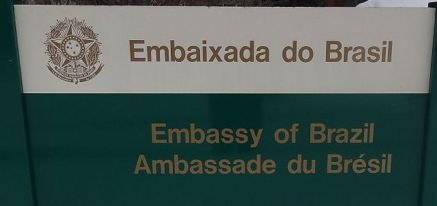 Embaixada do Brasil
Embassy of Brazil
Ambassade du Brésil